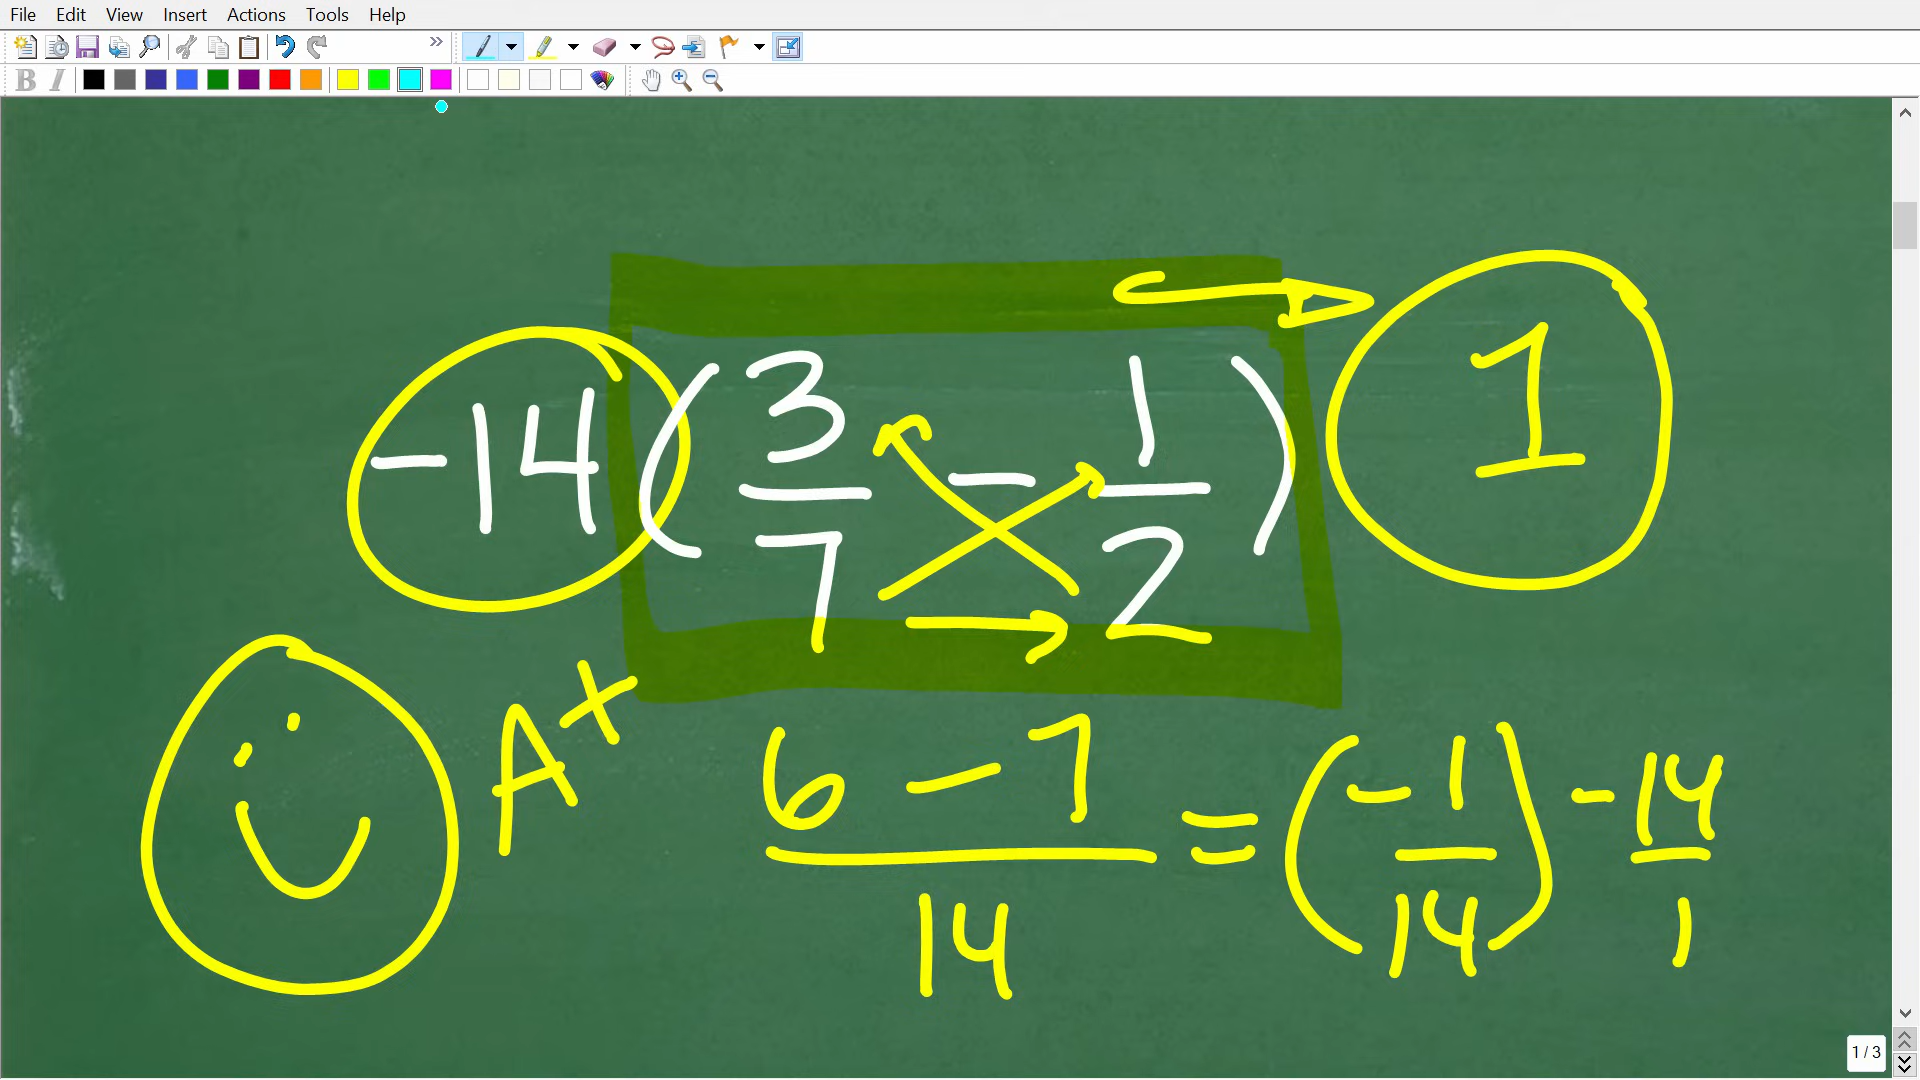 File Edit View Insert Actions Tools Help
B I
-14 ( 3/7 - 1/2 ) 1
A+
6 - 7 / 14 = ( -1/14 ) -14/1
1 / 3